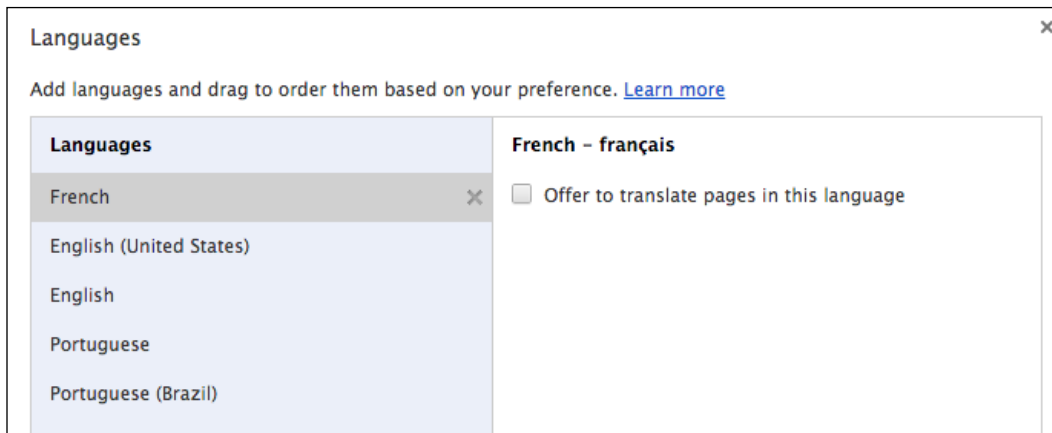 Languages
Add languages and drag to order them based on your preference. Learn more
Languages
French
English (United States)
English
Portuguese
Portuguese (Brazil)
French – français
Offer to translate pages in this language